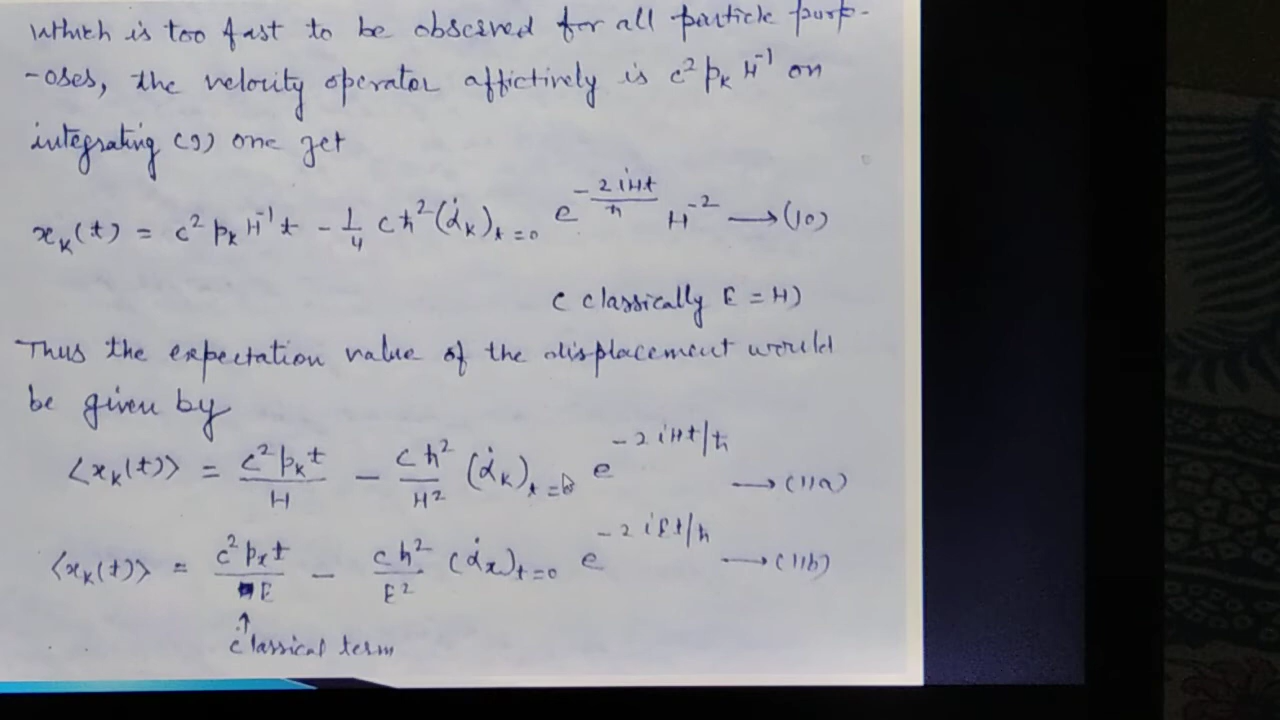 which is too fast to be observed for all particle purp-
-oses, the velocity operator affictively is c²pₖ H⁻¹ on
integrating (9) one get
xₖ(t) = c² pₖ H⁻¹ t - 1/4 cħ² (α̇ₖ)ₜ₌₀ e^(-2iHt/ħ) H⁻² ⟶ (10)
( classically E = H)
Thus the expectation value of the displacement would
be given by
⟨xₖ(t)⟩ = c² pₖ t / H - cħ² / H² (α̇ₖ)ₜ₌₀ e^(-2iHt/ħ) ⟶ (11a)
⟨xₖ(t)⟩ = c² pₓ t / E - cħ² / E² (α̇ₓ)ₜ₌₀ e^(-2iEt/ħ) ⟶ (11b)
↑
classical term